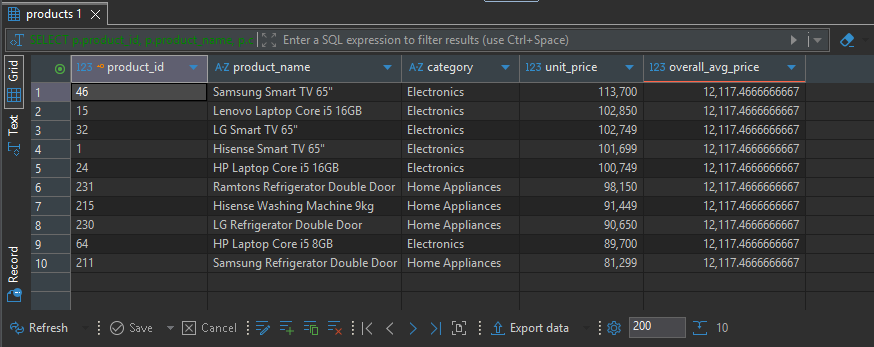 products 1
SELECT p.product_id, p.product_name, p.c Enter a SQL expression to filter results (use Ctrl+Space)
Grid
Text
Record
123 product_id A-Z product_name A-Z category 123 unit_price 123 overall_avg_price
1 46 Samsung Smart TV 65" Electronics 113,700 12,117.4666666667
2 15 Lenovo Laptop Core i5 16GB Electronics 102,850 12,117.4666666667
3 32 LG Smart TV 65" Electronics 102,749 12,117.4666666667
4 1 Hisense Smart TV 65" Electronics 101,699 12,117.4666666667
5 24 HP Laptop Core i5 16GB Electronics 100,749 12,117.4666666667
6 231 Ramtons Refrigerator Double Door Home Appliances 98,150 12,117.4666666667
7 215 Hisense Washing Machine 9kg Home Appliances 91,449 12,117.4666666667
8 230 LG Refrigerator Double Door Home Appliances 90,650 12,117.4666666667
9 64 HP Laptop Core i5 8GB Electronics 89,700 12,117.4666666667
10 211 Samsung Refrigerator Double Door Home Appliances 81,299 12,117.4666666667
Refresh Save Cancel Export data 200 10